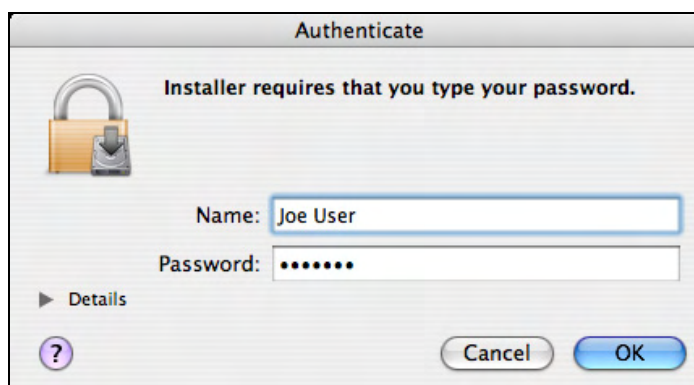 Authenticate
Installer requires that you type your password.
Name: Joe User
Password: •••••••
Details
?
Cancel OK